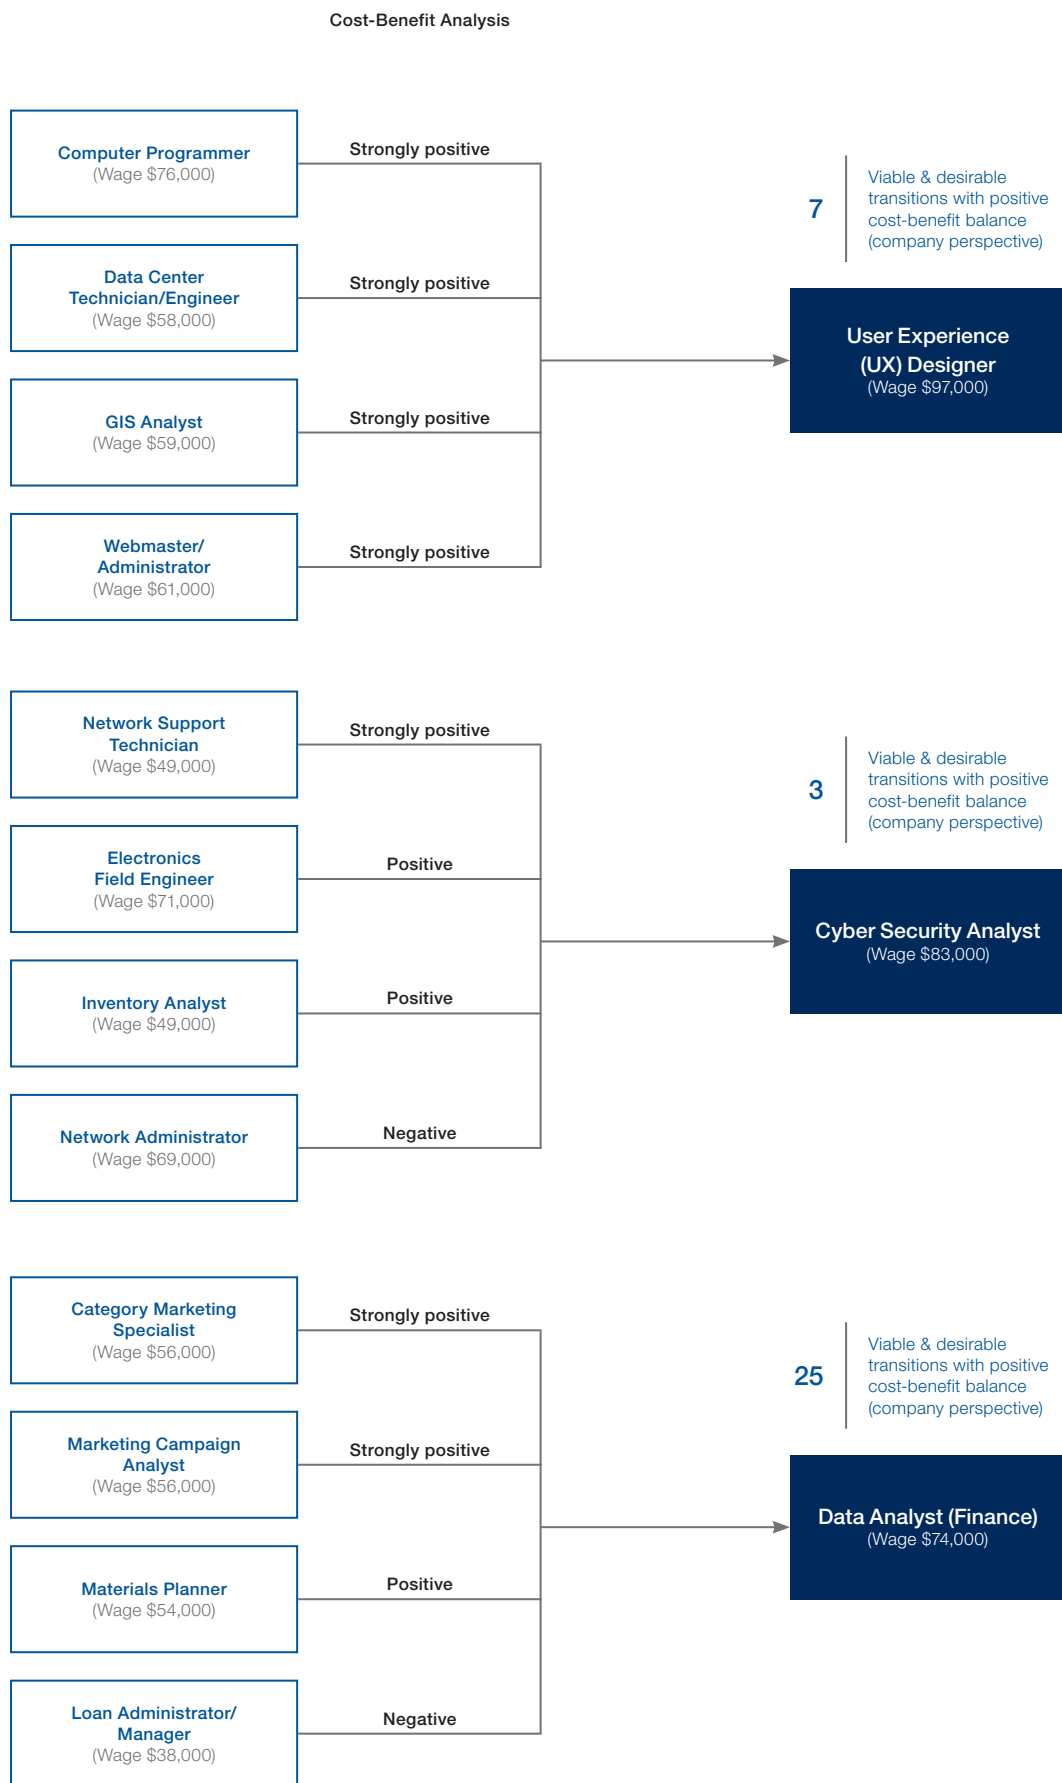 Cost-Benefit Analysis
Computer Programmer
(Wage $76,000)
Strongly positive
Data Center
Technician/Engineer
(Wage $58,000)
Strongly positive
GIS Analyst
(Wage $59,000)
Strongly positive
Webmaster/
Administrator
(Wage $61,000)
Strongly positive
7
Viable & desirable
transitions with positive
cost-benefit balance
(company perspective)
User Experience
(UX) Designer
(Wage $97,000)
Network Support
Technician
(Wage $49,000)
Strongly positive
Electronics
Field Engineer
(Wage $71,000)
Positive
Inventory Analyst
(Wage $49,000)
Positive
Network Administrator
(Wage $69,000)
Negative
3
Viable & desirable
transitions with positive
cost-benefit balance
(company perspective)
Cyber Security Analyst
(Wage $83,000)
Category Marketing
Specialist
(Wage $56,000)
Strongly positive
Marketing Campaign
Analyst
(Wage $56,000)
Strongly positive
Materials Planner
(Wage $54,000)
Positive
Loan Administrator/
Manager
(Wage $38,000)
Negative
25
Viable & desirable
transitions with positive
cost-benefit balance
(company perspective)
Data Analyst (Finance)
(Wage $74,000)